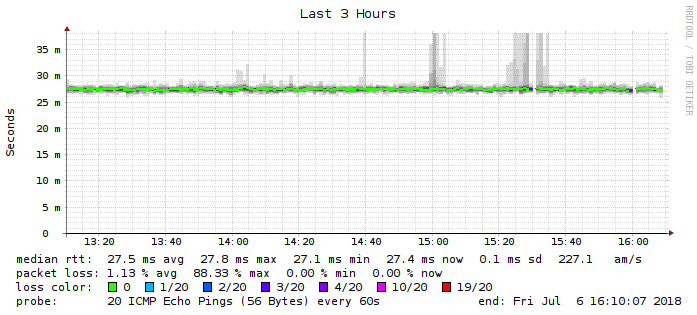 Last 3 Hours
RRDTOOL / TOBI OETIKER
Seconds
35 m
30 m
25 m
20 m
15 m
10 m
5 m
0
13:20 13:40 14:00 14:20 14:40 15:00 15:20 15:40 16:00
median rtt: 27.5 ms avg 27.8 ms max 27.1 ms min 27.4 ms now 0.1 ms sd 227.1 am/s
packet loss: 1.13 % avg 88.33 % max 0.00 % min 0.00 % now
loss color: 0 1/20 2/20 3/20 4/20 10/20 19/20
probe: 20 ICMP Echo Pings (56 Bytes) every 60s end: Fri Jul 6 16:10:07 2018